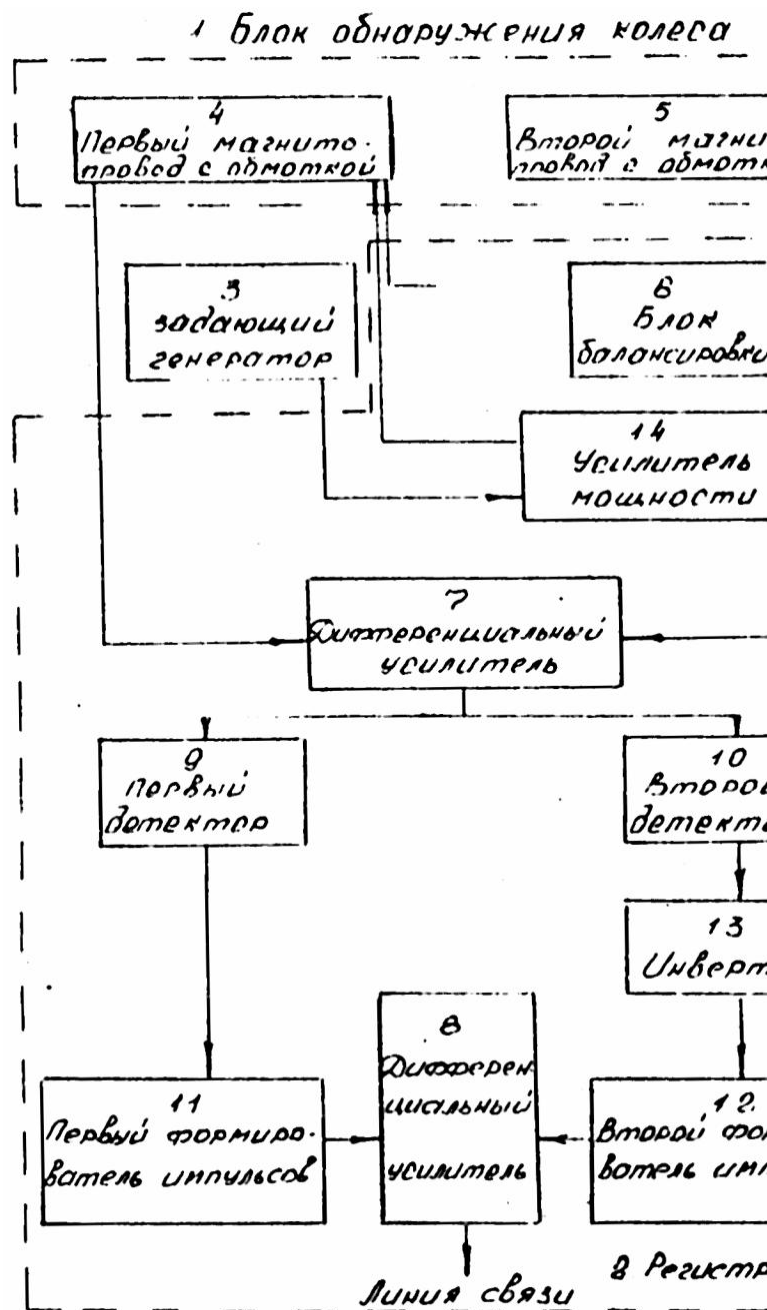 1 Блок обнаружения колеса
4
Первый магнито-
провод с обмоткой
5
Второй магни
провод с обмотк
3
задающий
генератор
6
Блок
балансировки
14
Усилитель
мощности
7
Дифференциальный
усилитель
9
Первый
детектор
10
Второй
детект
13
Инверт
8
Дифферен-
циальный
усилитель
11
Первый формиро-
ватель импульсов
12
Второй фор
ватель имп
2 Регистр
Линия связи